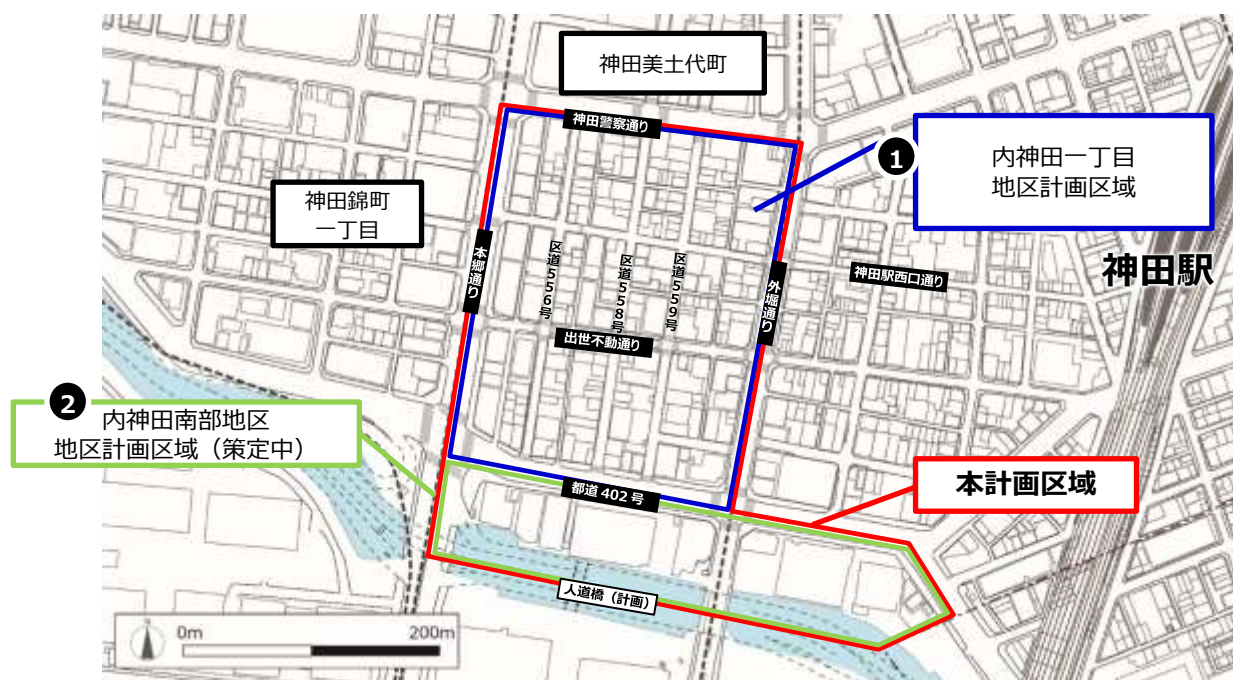 神田美土代町
神田警察通り
❶
内神田一丁目
地区計画区域
神田錦町
一丁目
本郷通り
区道556号
区道558号
区道559号
外堀通り
神田駅西口通り
神田駅
出世不動通り
❷
内神田南部地区
地区計画区域（策定中）
都道402号
本計画区域
人道橋（計画）
0m
200m